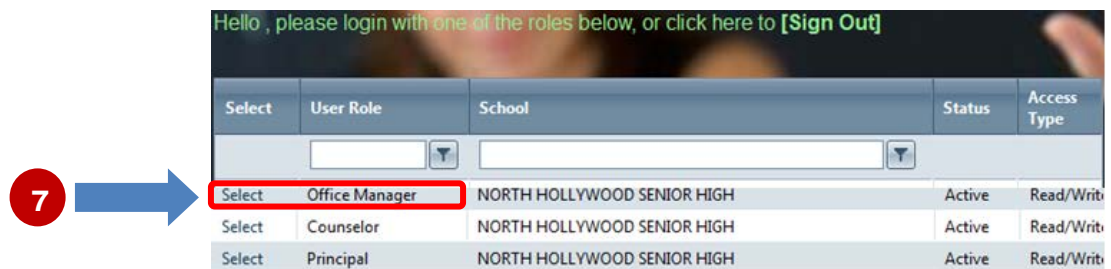 Hello , please login with one of the roles below, or click here to [Sign Out]
Select User Role School Status Access Type
7
Select Office Manager NORTH HOLLYWOOD SENIOR HIGH Active Read/Write
Select Counselor NORTH HOLLYWOOD SENIOR HIGH Active Read/Write
Select Principal NORTH HOLLYWOOD SENIOR HIGH Active Read/Write